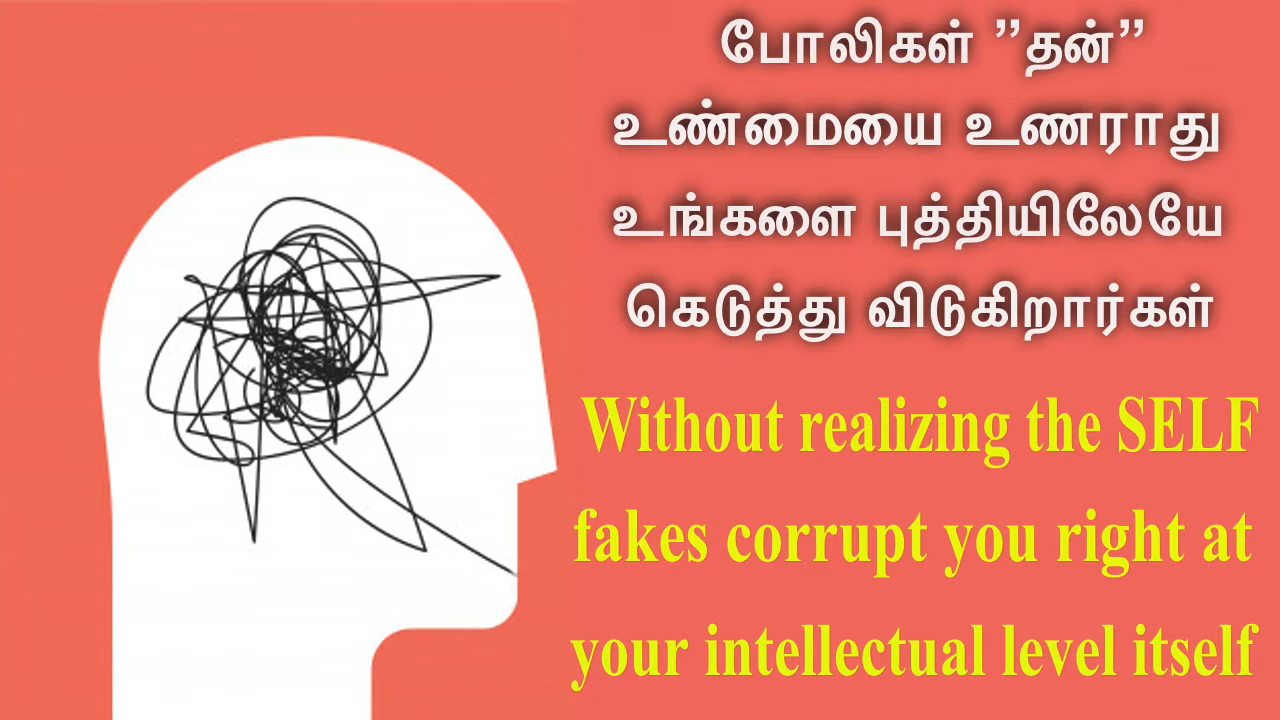 போலிகள் ”தன்”
உண்மையை உணராது
உங்களை புத்தியிலேயே
கெடுத்து விடுகிறார்கள்
Without realizing the SELF
fakes corrupt you right at
your intellectual level itself